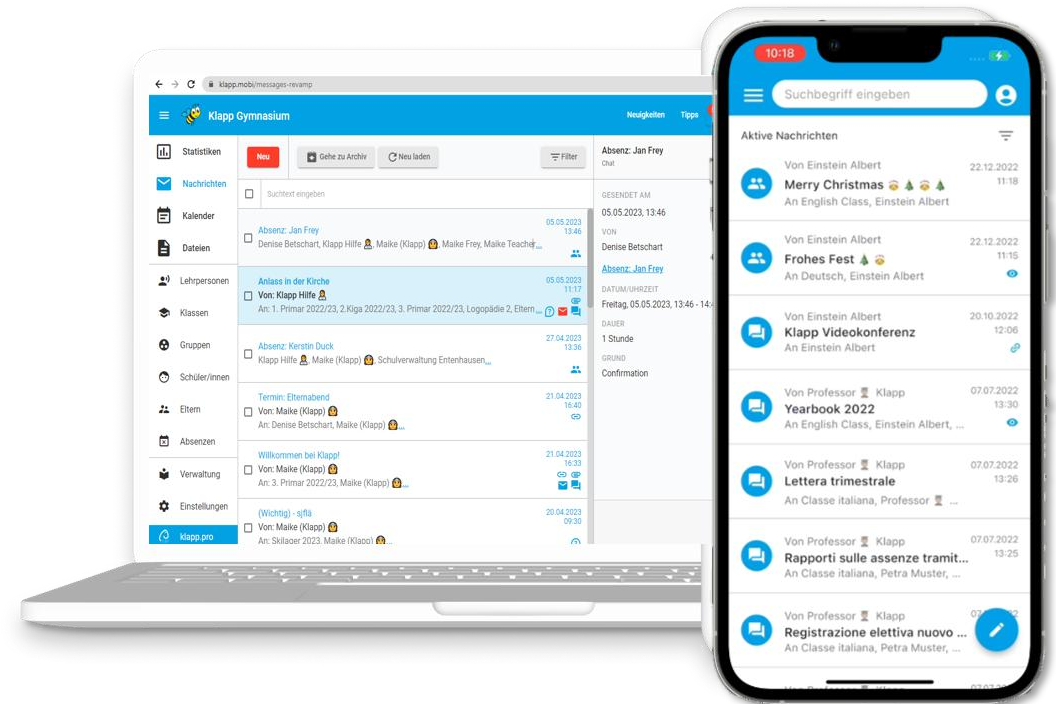 klapp.mobi/messages-revamp
Klapp Gymnasium
Neuigkeiten
Tipps
Statistiken
Nachrichten
Kalender
Dateien
Lehrpersonen
Klassen
Gruppen
Schüler/innen
Eltern
Absenzen
Verwaltung
Einstellungen
klapp.pro
Neu
Gehe zu Archiv
Neu laden
Filter
Suchtext eingeben
Absenz: Jan Frey
05.05.2023
13:46
Denise Betschart, Klapp Hilfe 👩‍💼, Maike (Klapp) 👩, Maike Frey, Maike Teacher...
Anlass in der Kirche
05.05.2023
11:17
Von: Klapp Hilfe 👩‍💼
An: 1. Primar 2022/23, 2.Kiga 2022/23, 3. Primar 2022/23, Logopädie 2, Eltern...
Absenz: Kerstin Duck
27.04.2023
13:36
Klapp Hilfe 👩‍💼, Maike (Klapp) 👩, Schulverwaltung Entenhausen...
Termin: Elternabend
21.04.2023
16:40
Von: Maike (Klapp) 👩
An: Denise Betschart, Maike (Klapp) 👩...
Willkommen bei Klapp!
21.04.2023
16:33
Von: Maike (Klapp) 👩
An: 3. Primar 2022/23, Maike (Klapp) 👩...
(Wichtig) - sjflä
20.04.2023
09:30
Von: Maike (Klapp) 👩
An: Skilager 2023, Maike (Klapp) 👩...
Absenz: Jan Frey
Chat
GESENDET AM
05.05.2023, 13:46
VON
Denise Betschart
Absenz: Jan Frey
DATUM/UHRZEIT
Freitag, 05.05.2023, 13:46 - 14:
DAUER
1 Stunde
GRUND
Confirmation
10:18
Suchbegriff eingeben
Aktive Nachrichten
Von Einstein Albert
22.12.2022
Merry Christmas 🤶 🎄 🤶 🎄
11:18
An English Class, Einstein Albert
Von Einstein Albert
22.12.2022
Frohes Fest 🎄 🤶
11:15
An Deutsch, Einstein Albert
Von Einstein Albert
20.10.2022
Klapp Videokonferenz
12:06
An Einstein Albert
Von Professor 👨‍🏫 Klapp
07.07.2022
Yearbook 2022
13:30
An English Class, Einstein Albert, ...
Von Professor 👨‍🏫 Klapp
07.07.2022
Lettera trimestrale
13:26
An Classe italiana, Professor 👨‍🏫 ...
Von Professor 👨‍🏫 Klapp
07.07.2022
Rapporti sulle assenze tramit...
13:25
An Classe italiana, Petra Muster, ...
Von Professor 👨‍🏫 Klapp
Registrazione elettiva nuovo ...
An Classe italiana, Petra Muster, ...